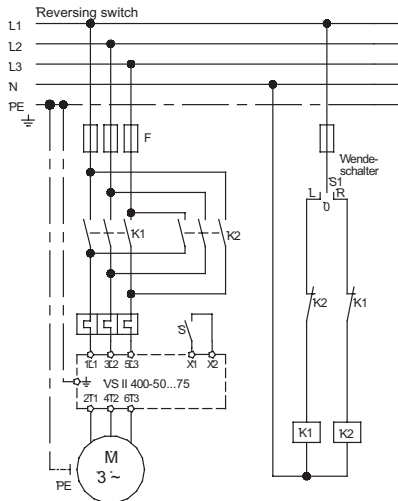 Reversing switch
L1
L2
L3
N
PE
F
Wende-
schalter
S1
L R
0
K1 K2
K2 K1
S
1L1 3L2 5L3 X1 X2
VS II 400-50...75
2T1 4T2 6T3
K1 K2
M
3 ~
PE